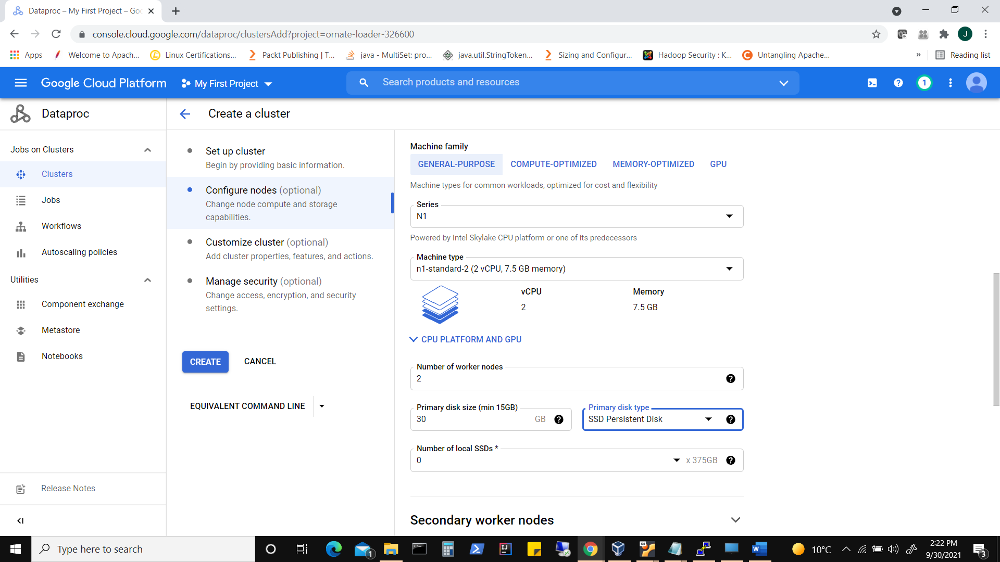 Dataproc – My First Project – Goo
console.cloud.google.com/dataproc/clustersAdd?project=ornate-loader-326600
J
Apps
Welcome to Apach...
Linux Certifications...
Packt Publishing | T...
java - MultiSet: pro...
java.util.StringToken...
Sizing and Configur...
Hadoop Security : K...
Untangling Apache...
»
Reading list
Google Cloud Platform
My First Project
Search products and resources
1
Dataproc
Create a cluster
Jobs on Clusters
Clusters
Jobs
Workflows
Autoscaling policies
Utilities
Component exchange
Metastore
Notebooks
Release Notes
Set up cluster
Begin by providing basic information.
Configure nodes (optional)
Change node compute and storage
capabilities.
Customize cluster (optional)
Add cluster properties, features, and actions.
Manage security (optional)
Change access, encryption, and security
settings.
CREATE
CANCEL
EQUIVALENT COMMAND LINE
Machine family
GENERAL-PURPOSE
COMPUTE-OPTIMIZED
MEMORY-OPTIMIZED
GPU
Machine types for common workloads, optimized for cost and flexibility
Series
N1
Powered by Intel Skylake CPU platform or one of its predecessors
Machine type
n1-standard-2 (2 vCPU, 7.5 GB memory)
vCPU
Memory
2
7.5 GB
CPU PLATFORM AND GPU
Number of worker nodes
2
Primary disk size (min 15GB)
30
GB
Primary disk type
SSD Persistent Disk
Number of local SSDs *
0
x 375GB
Secondary worker nodes
Type here to search
1
IJ
64
W
10°C
2:22 PM
9/30/2021
3